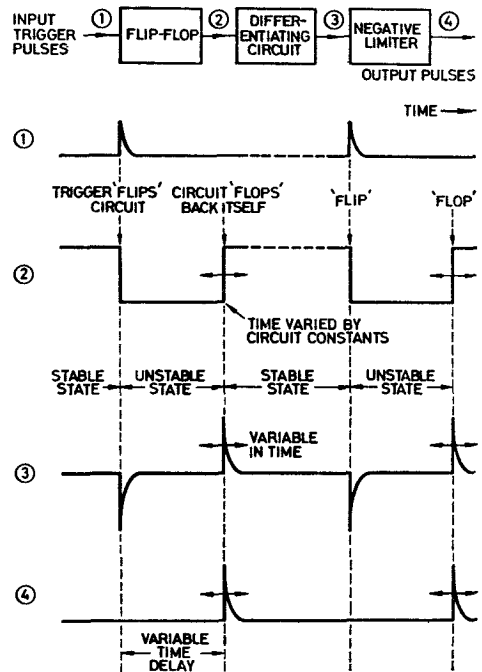 INPUT
TRIGGER
PULSES
①
FLIP-FLOP
②
DIFFER-
ENTIATING
CIRCUIT
③
NEGATIVE
LIMITER
④
OUTPUT PULSES
TIME
①
TRIGGER 'FLIPS'
CIRCUIT
CIRCUIT 'FLOPS'
BACK ITSELF
'FLIP'
'FLOP'
②
TIME VARIED BY
CIRCUIT CONSTANTS
STABLE
STATE
UNSTABLE
STATE
STABLE
STATE
UNSTABLE
STATE
③
VARIABLE
IN TIME
④
VARIABLE
TIME
DELAY